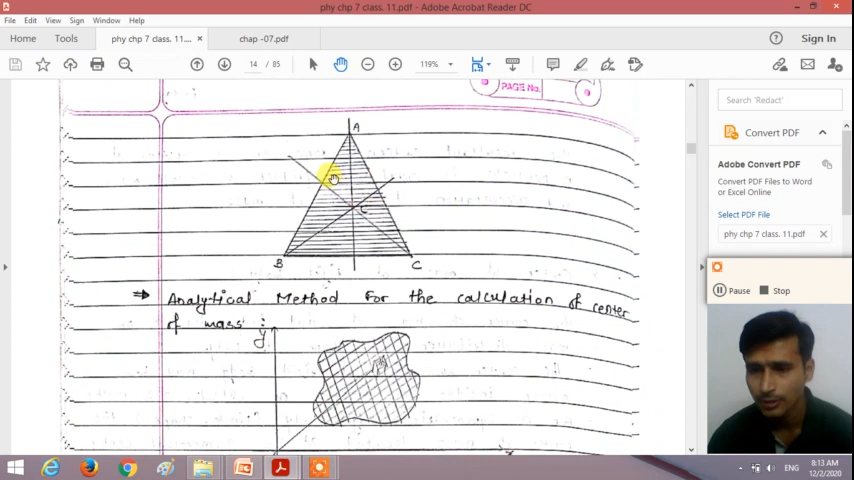 phy chp 7 class. 11.pdf - Adobe Acrobat Reader DC
File Edit View Sign Window Help
Home Tools phy chp 7 class. 11.... × chap -07.pdf Sign In
14 / 85 119%
PAGE No.
Search 'Redact'
A
Convert PDF
Adobe Convert PDF
Convert PDF Files to Word
or Excel Online
Select PDF File
C
phy chp 7 class. 11.pdf
B C
Pause Stop
⇒ Analytical Method For the calculation of center
of mass :-
y
x
ENG
8:13 AM
12/2/2020